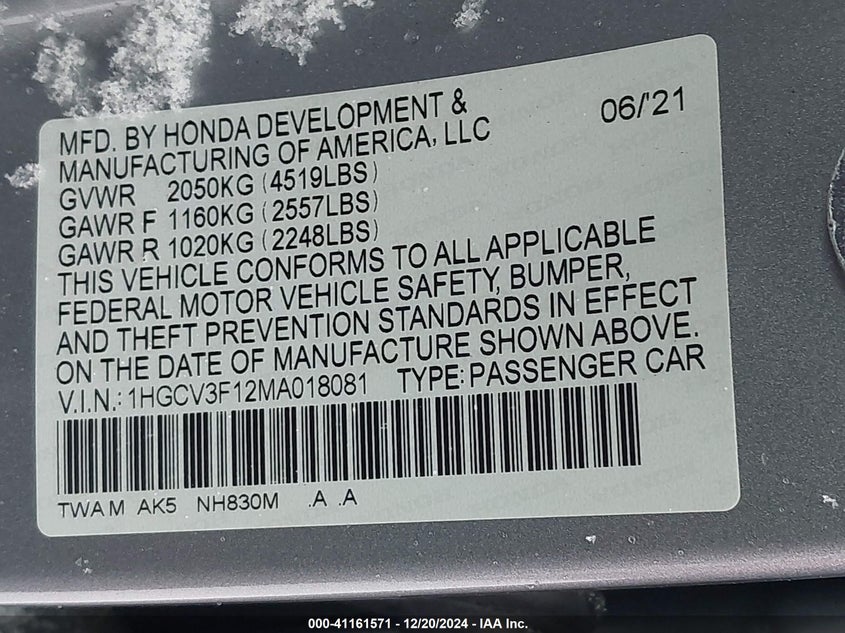 MFD. BY HONDA DEVELOPMENT & 06/'21
MANUFACTURING OF AMERICA, LLC
GVWR 2050KG (4519LBS)
GAWR F 1160KG (2557LBS)
GAWR R 1020KG (2248LBS)
THIS VEHICLE CONFORMS TO ALL APPLICABLE
FEDERAL MOTOR VEHICLE SAFETY, BUMPER,
AND THEFT PREVENTION STANDARDS IN EFFECT
ON THE DATE OF MANUFACTURE SHOWN ABOVE.
V.I.N.: 1HGCV3F12MA018081 TYPE: PASSENGER CAR
TWA M AK5 NH830M .A .A
000-41161571 - 12/20/2024 - IAA Inc.